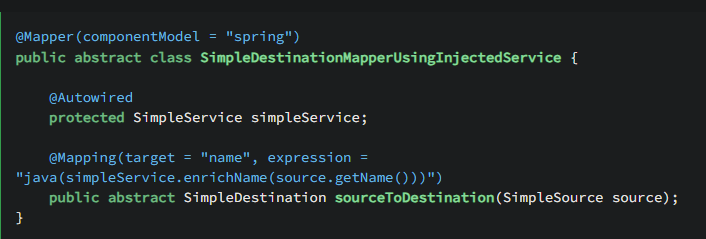 @Mapper(componentModel = "spring")
public abstract class SimpleDestinationMapperUsingInjectedService {
@Autowired
protected SimpleService simpleService;
@Mapping(target = "name", expression =
"java(simpleService.enrichName(source.getName()))")
public abstract SimpleDestination sourceToDestination(SimpleSource source);
}